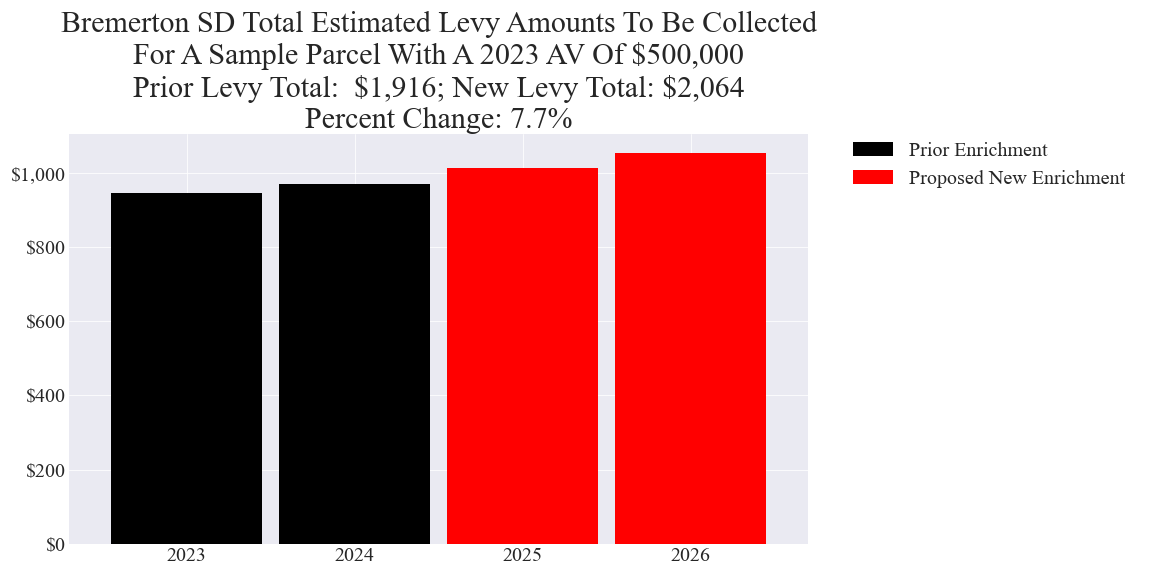 Bremerton SD Total Estimated Levy Amounts To Be Collected
For A Sample Parcel With A 2023 AV Of $500,000
Prior Levy Total:  $1,916; New Levy Total: $2,064
Percent Change: 7.7%
Prior Enrichment
Proposed New Enrichment
$1,000
$800
$600
$400
$200
$0
2023 2024 2025 2026